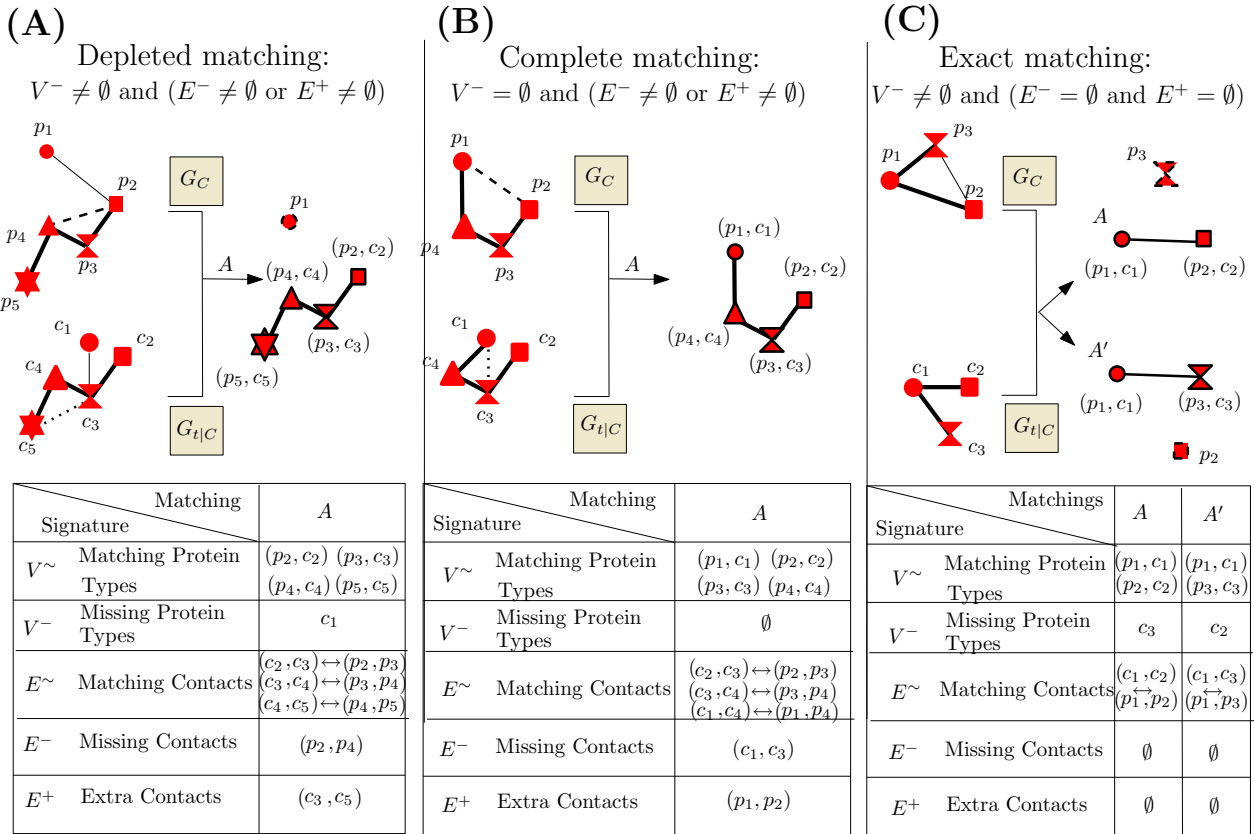 (A)
Depleted matching:
V⁻ ≠ ∅ and (E⁻ ≠ ∅ or E⁺ ≠ ∅)
p₁
p₂
p₄
p₃
p₅
c₁
c₂
c₄
c₃
c₅
G_C
A
G_{t|C}
p₁
(p₂, c₂)
(p₄, c₄)
(p₃, c₃)
(p₅, c₅)
Matching
Signature
A
V~ Matching Protein Types
(p₂, c₂) (p₃, c₃)
(p₄, c₄) (p₅, c₅)
V⁻ Missing Protein Types
c₁
E~ Matching Contacts
(c₂, c₃)↔(p₂, p₃)
(c₃, c₄)↔(p₃, p₄)
(c₄, c₅)↔(p₄, p₅)
E⁻ Missing Contacts
(p₂, p₄)
E⁺ Extra Contacts
(c₃, c₅)
(B)
Complete matching:
V⁻ = ∅ and (E⁻ ≠ ∅ or E⁺ ≠ ∅)
p₁
p₂
p₄
p₃
c₁
c₂
c₄
c₃
G_C
A
G_{t|C}
(p₁, c₁)
(p₂, c₂)
(p₄, c₄)
(p₃, c₃)
Matching
Signature
A
V~ Matching Protein Types
(p₁, c₁) (p₂, c₂)
(p₃, c₃) (p₄, c₄)
V⁻ Missing Protein Types
∅
E~ Matching Contacts
(c₂, c₃)↔(p₂, p₃)
(c₃, c₄)↔(p₃, p₄)
(c₁, c₄)↔(p₁, p₄)
E⁻ Missing Contacts
(c₁, c₃)
E⁺ Extra Contacts
(p₁, p₂)
(C)
Exact matching:
V⁻ ≠ ∅ and (E⁻ = ∅ and E⁺ = ∅)
p₃
p₁
p₂
c₁
c₂
c₃
G_C
G_{t|C}
p₃
A
(p₁, c₁)
(p₂, c₂)
A′
(p₁, c₁)
(p₃, c₃)
p₂
Matchings
Signature
A
A′
V~ Matching Protein Types
(p₁, c₁) (p₁, c₁)
(p₂, c₂) (p₃, c₃)
V⁻ Missing Protein Types
c₃ c₂
E~ Matching Contacts
(c₁, c₂) (c₁, c₃)
↔ ↔
(p₁, p₂) (p₁, p₃)
E⁻ Missing Contacts
∅ ∅
E⁺ Extra Contacts
∅ ∅